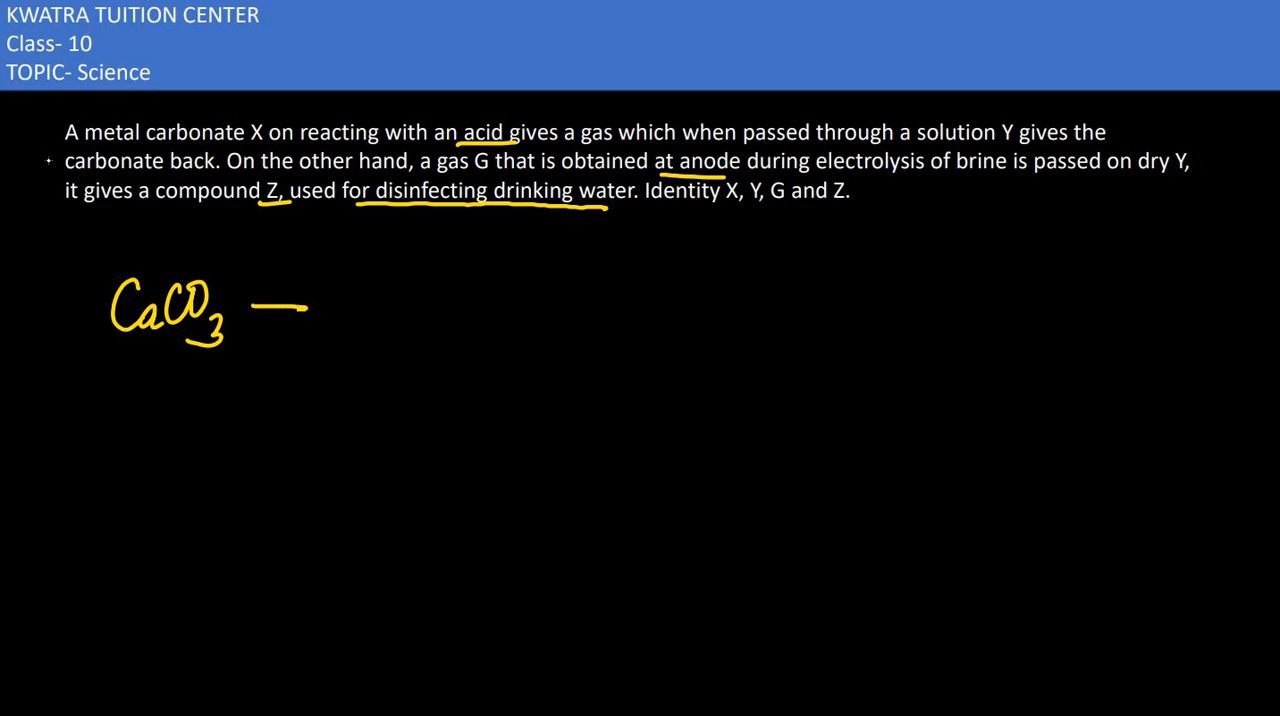 KWATRA TUITION CENTER
Class- 10
TOPIC- Science
A metal carbonate X on reacting with an acid gives a gas which when passed through a solution Y gives the
carbonate back. On the other hand, a gas G that is obtained at anode during electrolysis of brine is passed on dry Y,
it gives a compound Z, used for disinfecting drinking water. Identity X, Y, G and Z.
CaCO3 —